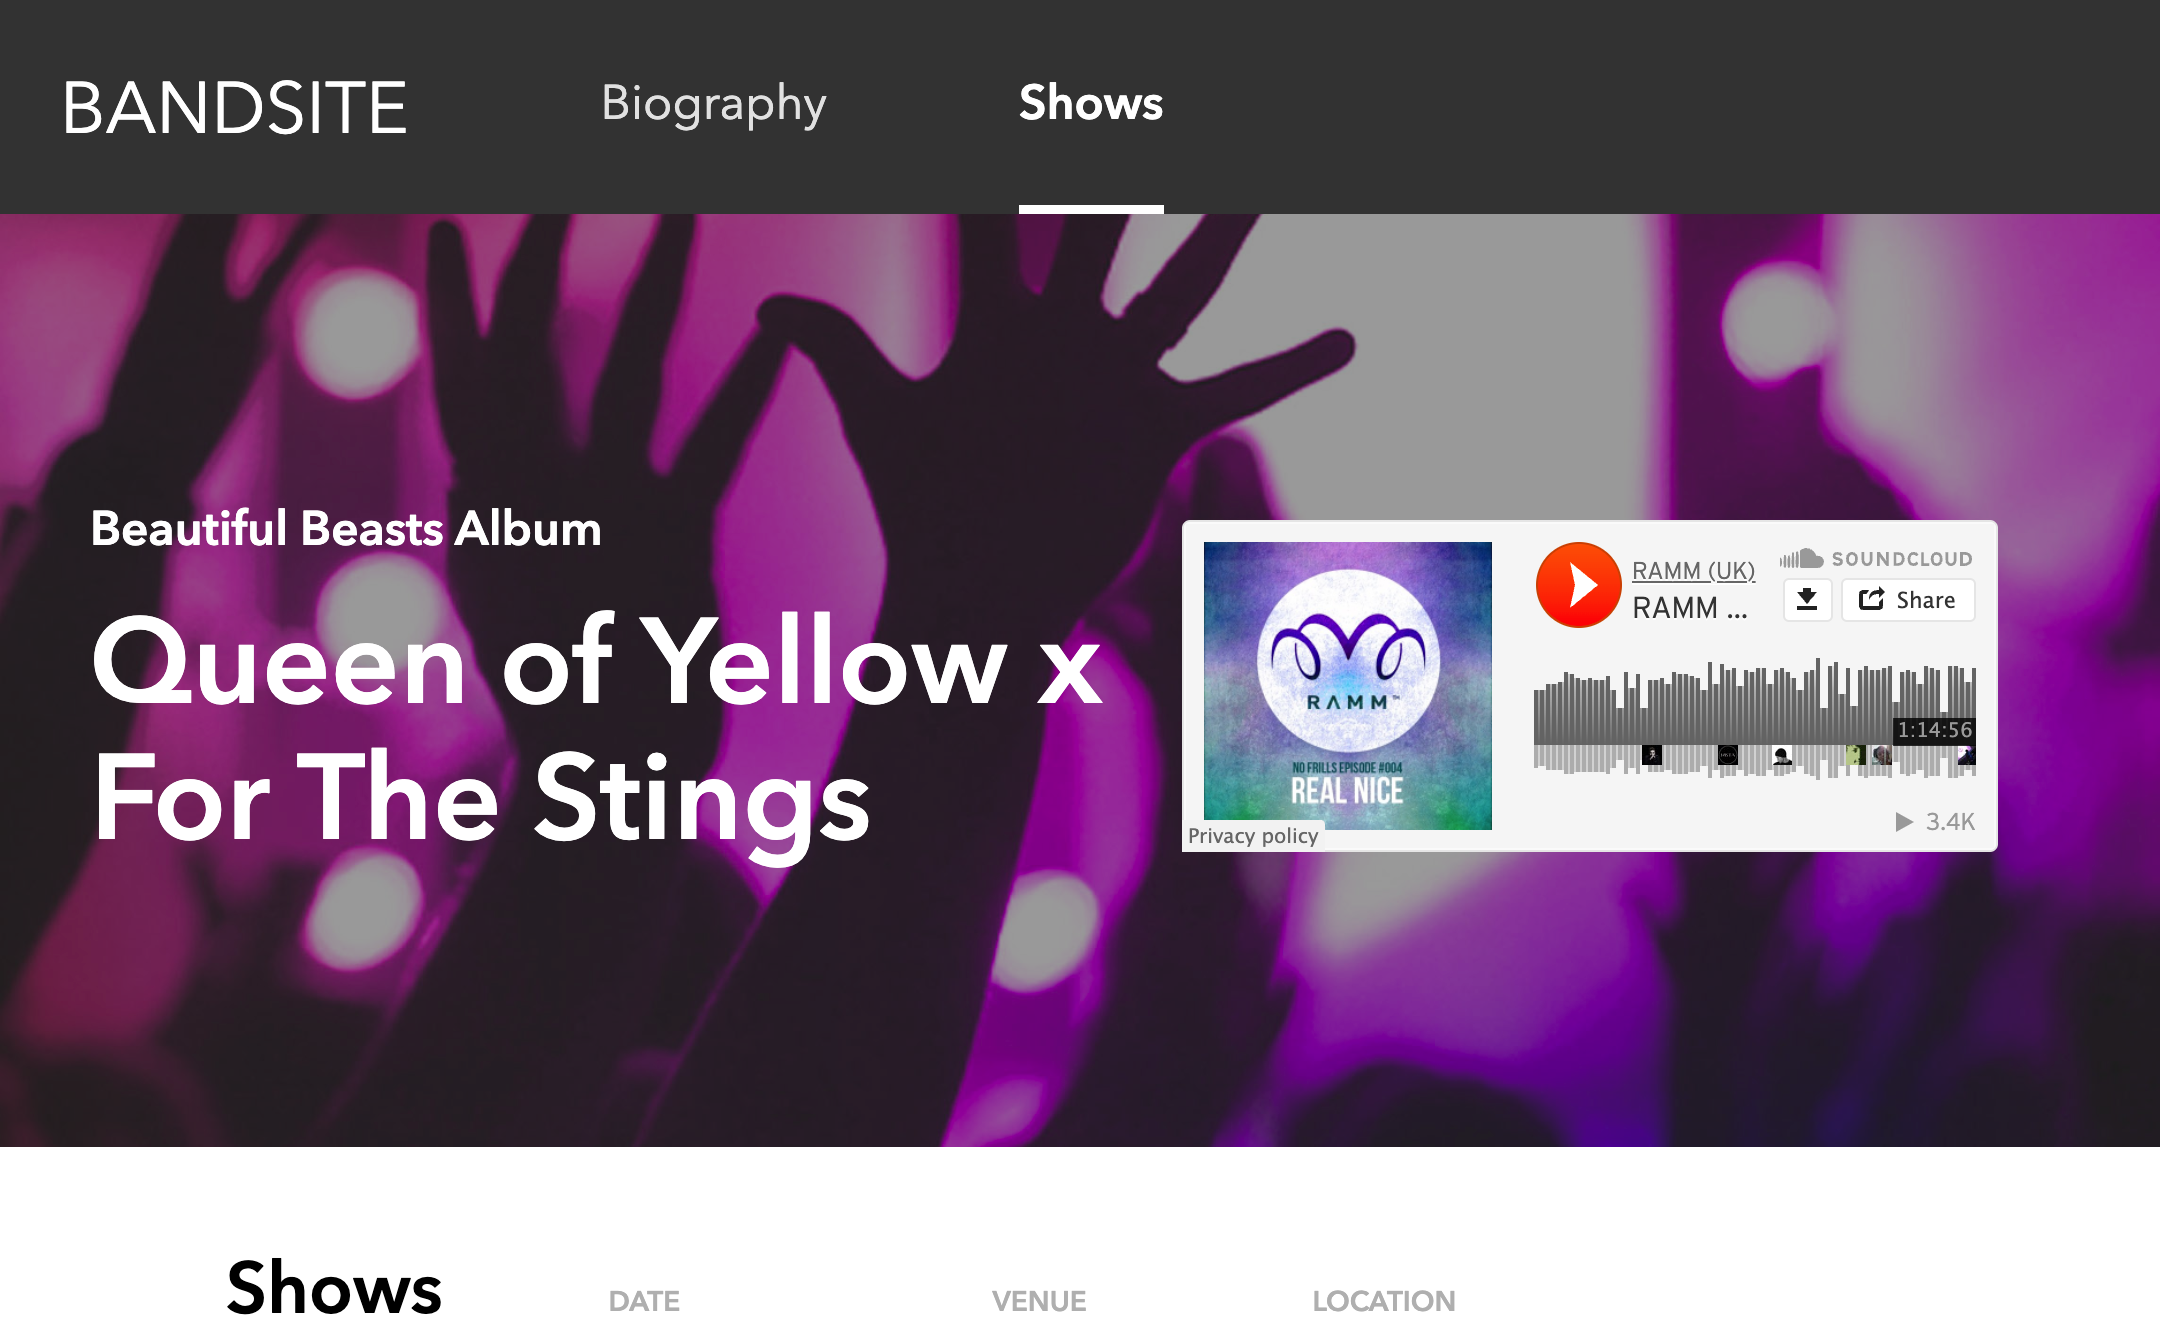 BANDSITE
Biography
Shows
Beautiful Beasts Album
Queen of Yellow x
For The Stings
RAMM™
NO FRILLS EPISODE #004
REAL NICE
Privacy policy
RAMM (UK)
RAMM ...
SOUNDCLOUD
Share
1:14:56
3.4K
Shows
DATE
VENUE
LOCATION